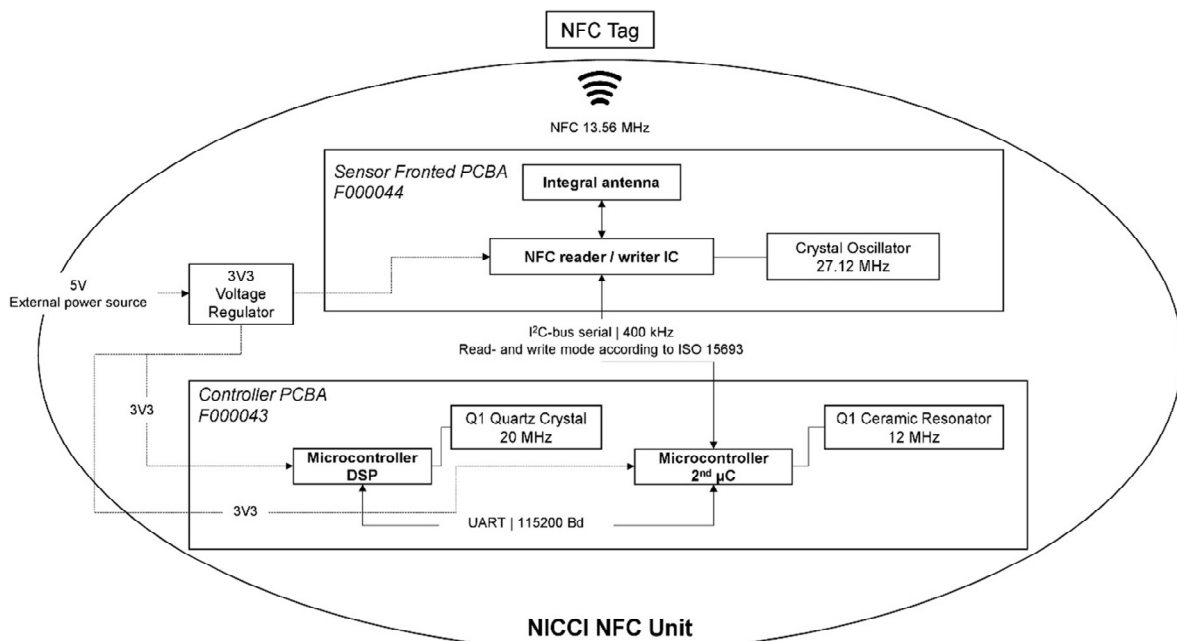 NFC Tag
NFC 13.56 MHz
Sensor Fronted PCBA
F000044
Integral antenna
NFC reader / writer IC
Crystal Oscillator
27.12 MHz
5V
External power source
3V3
Voltage
Regulator
I²C-bus serial | 400 kHz
Read- and write mode according to ISO 15693
Controller PCBA
F000043
3V3
Q1 Quartz Crystal
20 MHz
Q1 Ceramic Resonator
12 MHz
Microcontroller
DSP
Microcontroller
2nd µC
3V3
UART | 115200 Bd
NICCI NFC Unit